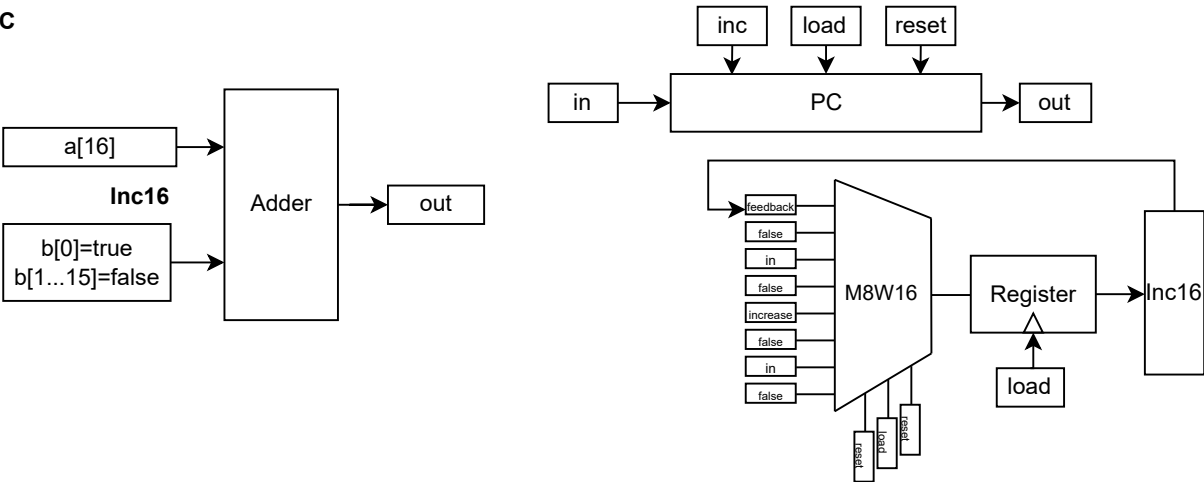 C
a[16]
Inc16
b[0]=true
b[1...15]=false
Adder
out
inc
load
reset
in
PC
out
feedback
false
in
false
increase
false
in
false
M8W16
reset
load
reset
Register
load
Inc16